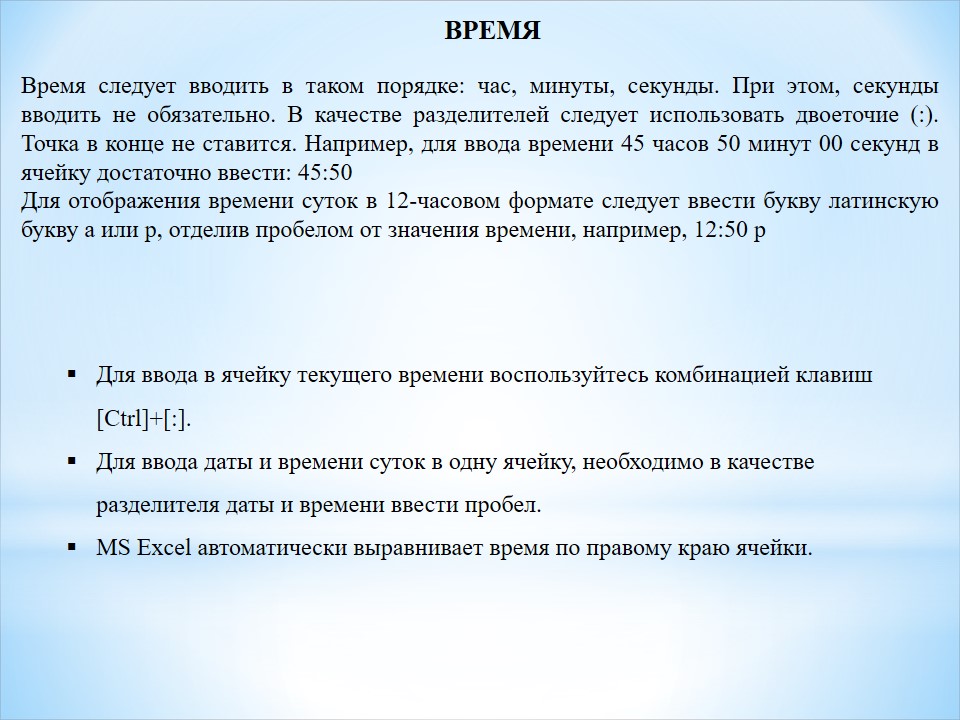 ВРЕМЯ
Время следует вводить в таком порядке: час, минуты, секунды. При этом, секунды
вводить не обязательно. В качестве разделителей следует использовать двоеточие (:).
Точка в конце не ставится. Например, для ввода времени 45 часов 50 минут 00 секунд в
ячейку достаточно ввести: 45:50
Для отображения времени суток в 12-часовом формате следует ввести букву латинскую
букву а или р, отделив пробелом от значения времени, например, 12:50 р
▪ Для ввода в ячейку текущего времени воспользуйтесь комбинацией клавиш
[Ctrl]+[:].
▪ Для ввода даты и времени суток в одну ячейку, необходимо в качестве
разделителя даты и времени ввести пробел.
▪ MS Excel автоматически выравнивает время по правому краю ячейки.